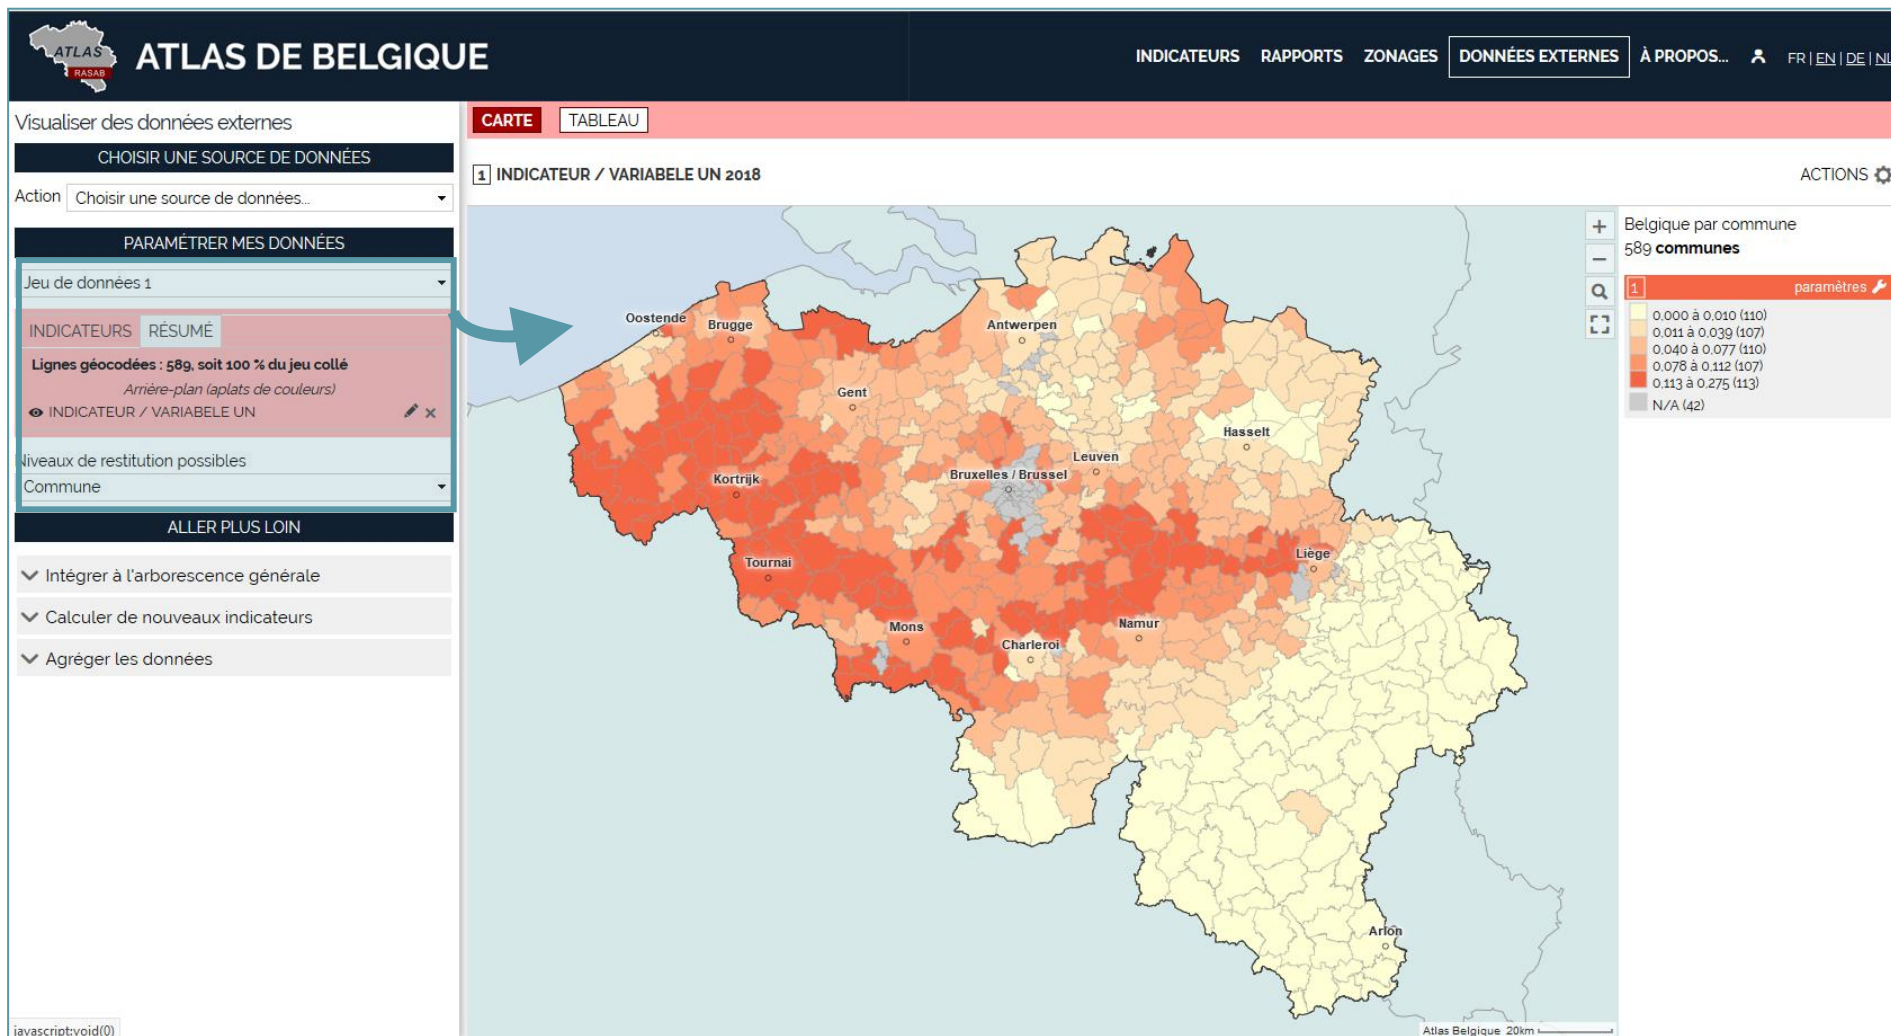 ATLAS
RASAB
ATLAS DE BELGIQUE
INDICATEURS RAPPORTS ZONAGES DONNÉES EXTERNES À PROPOS... FR | EN | DE | NL
Visualiser des données externes
CHOISIR UNE SOURCE DE DONNÉES
Action Choisir une source de données...
PARAMÉTRER MES DONNÉES
Jeu de données 1
INDICATEURS RÉSUMÉ
Lignes géocodées : 589, soit 100 % du jeu collé
Arrière-plan (aplats de couleurs)
INDICATEUR / VARIABELE UN
Niveaux de restitution possibles
Commune
ALLER PLUS LOIN
Intégrer à l'arborescence générale
Calculer de nouveaux indicateurs
Agréger les données
javascript:void(0)
CARTE TABLEAU
1 INDICATEUR / VARIABELE UN 2018
ACTIONS
Oostende
Brugge
Antwerpen
Gent
Hasselt
Leuven
Bruxelles / Brussel
Kortrijk
Liège
Tournai
Mons
Namur
Charleroi
Arlon
Atlas Belgique 20km
Belgique par commune
589 communes
1 paramètres
0.000 à 0.010 (110)
0.011 à 0.039 (107)
0.040 à 0.077 (110)
0.078 à 0.112 (107)
0.113 à 0.275 (113)
N/A (42)